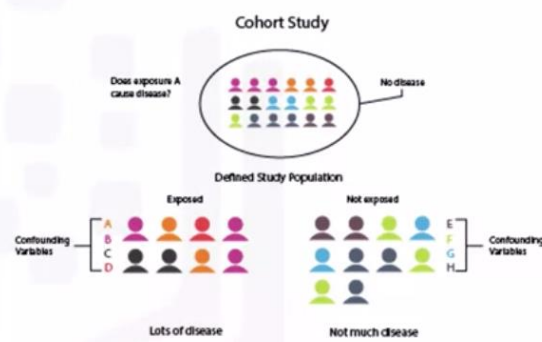 Cohort Study
Does exposure A
cause disease?
No disease
Defined Study Population
Exposed
Not exposed
Confounding
Variables
A
B
C
D
E
F
G
H
Confounding
Variables
Lots of disease
Not much disease